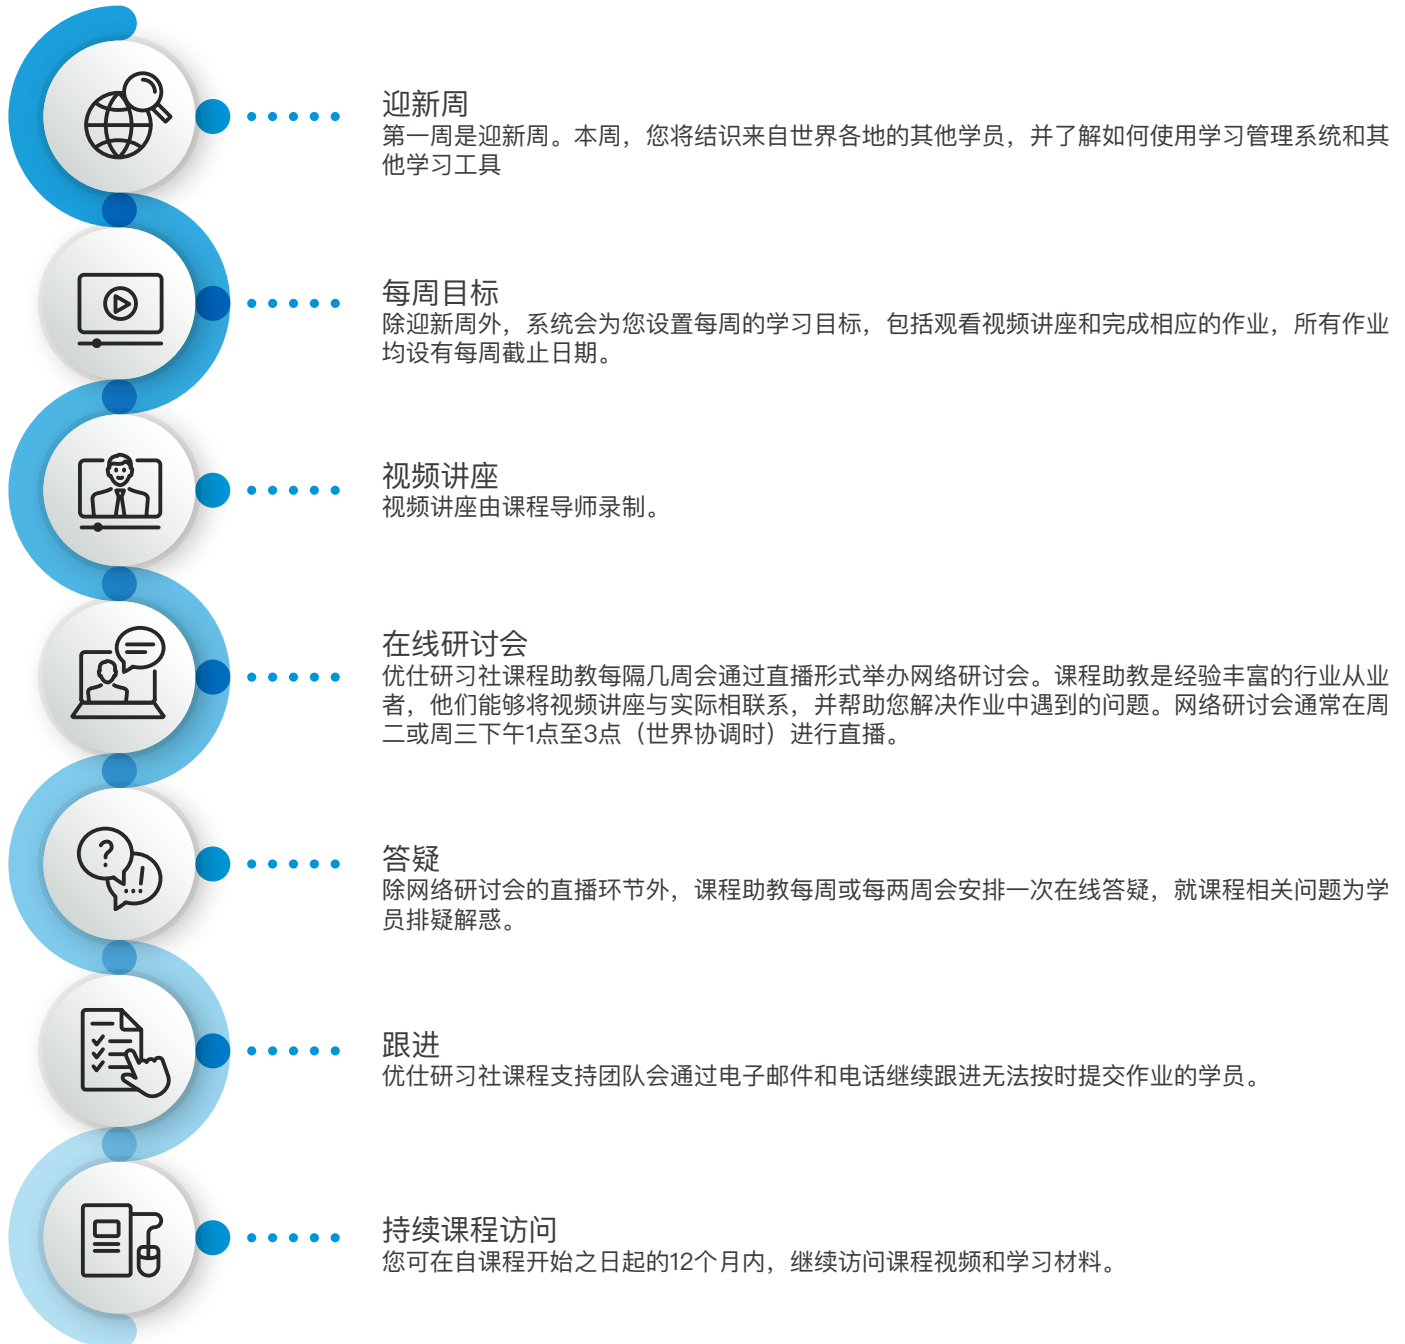 迎新周
第一周是迎新周。本周，您将结识来自世界各地的其他学员，并了解如何使用学习管理系统和其
他学习工具
每周目标
除迎新周外，系统会为您设置每周的学习目标，包括观看视频讲座和完成相应的作业，所有作业
均设有每周截止日期。
视频讲座
视频讲座由课程导师录制。
在线研讨会
优仕研习社课程助教每隔几周会通过直播形式举办网络研讨会。课程助教是经验丰富的行业从业
者，他们能够将视频讲座与实际相联系，并帮助您解决作业中遇到的问题。网络研讨会通常在周
二或周三下午1点至3点（世界协调时）进行直播。
答疑
除网络研讨会的直播环节外，课程助教每周或每两周会安排一次在线答疑，就课程相关问题为学
员排疑解惑。
跟进
优仕研习社课程支持团队会通过电子邮件和电话继续跟进无法按时提交作业的学员。
持续课程访问
您可在自课程开始之日起的12个月内，继续访问课程视频和学习材料。